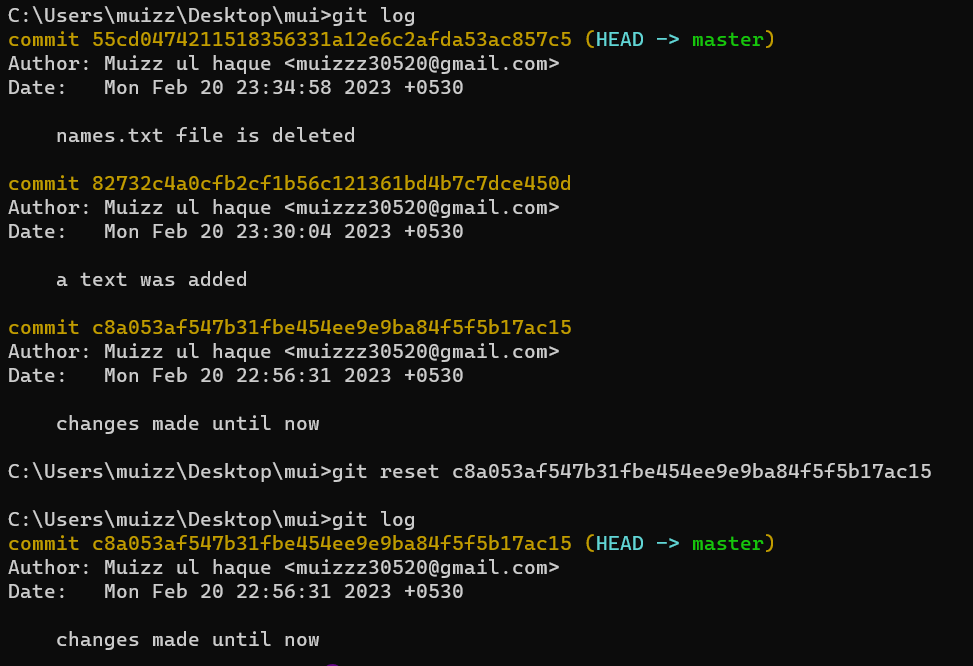 C:\Users\muizz\Desktop\mui>git log
commit 55cd0474211518356331a12e6c2afda53ac857c5 (HEAD -> master)
Author: Muizz ul haque <muizzz30520@gmail.com>
Date:   Mon Feb 20 23:34:58 2023 +0530
    names.txt file is deleted
commit 82732c4a0cfb2cf1b56c121361bd4b7c7dce450d
Author: Muizz ul haque <muizzz30520@gmail.com>
Date:   Mon Feb 20 23:30:04 2023 +0530
    a text was added
commit c8a053af547b31fbe454ee9e9ba84f5f5b17ac15
Author: Muizz ul haque <muizzz30520@gmail.com>
Date:   Mon Feb 20 22:56:31 2023 +0530
    changes made until now
C:\Users\muizz\Desktop\mui>git reset c8a053af547b31fbe454ee9e9ba84f5f5b17ac15
C:\Users\muizz\Desktop\mui>git log
commit c8a053af547b31fbe454ee9e9ba84f5f5b17ac15 (HEAD -> master)
Author: Muizz ul haque <muizzz30520@gmail.com>
Date:   Mon Feb 20 22:56:31 2023 +0530
    changes made until now